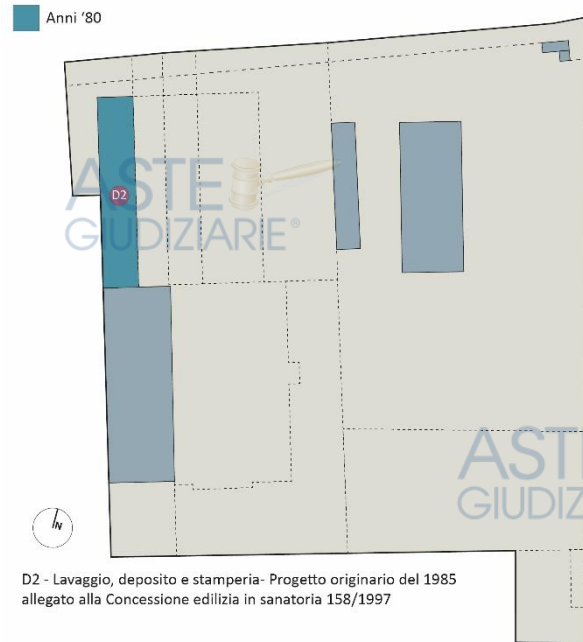 Anni ‘80
ASTE
GIUDIZIARIE®
D2
ASTE
GIUDIZ
N
D2 - Lavaggio, deposito e stamperia- Progetto originario del 1985
allegato alla Concessione edilizia in sanatoria 158/1997